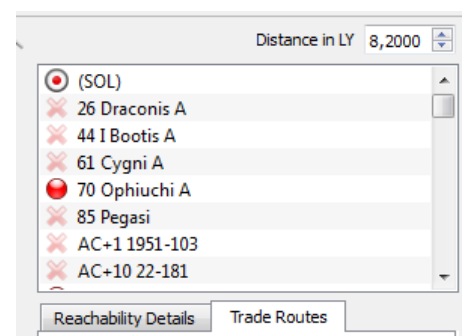 Distance in LY 8,2000
(SOL)
26 Draconis A
44 I Bootis A
61 Cygni A
70 Ophiuchi A
85 Pegasi
AC+1 1951-103
AC+10 22-181
Reachability Details Trade Routes